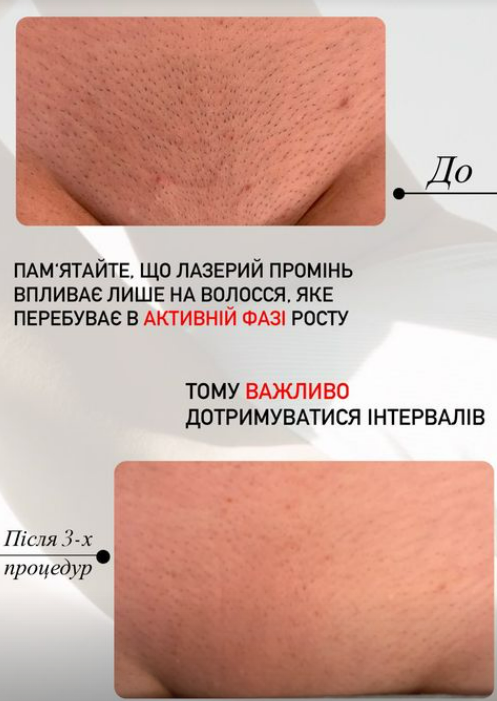 До
ПАМ'ЯТАЙТЕ, ЩО ЛАЗЕРИЙ ПРОМІНЬ
ВПЛИВАЄ ЛИШЕ НА ВОЛОССЯ, ЯКЕ
ПЕРЕБУВАЄ В АКТИВНІЙ ФАЗІ РОСТУ
ТОМУ ВАЖЛИВО
ДОТРИМУВАТИСЯ ІНТЕРВАЛІВ
Після 3-х
процедур